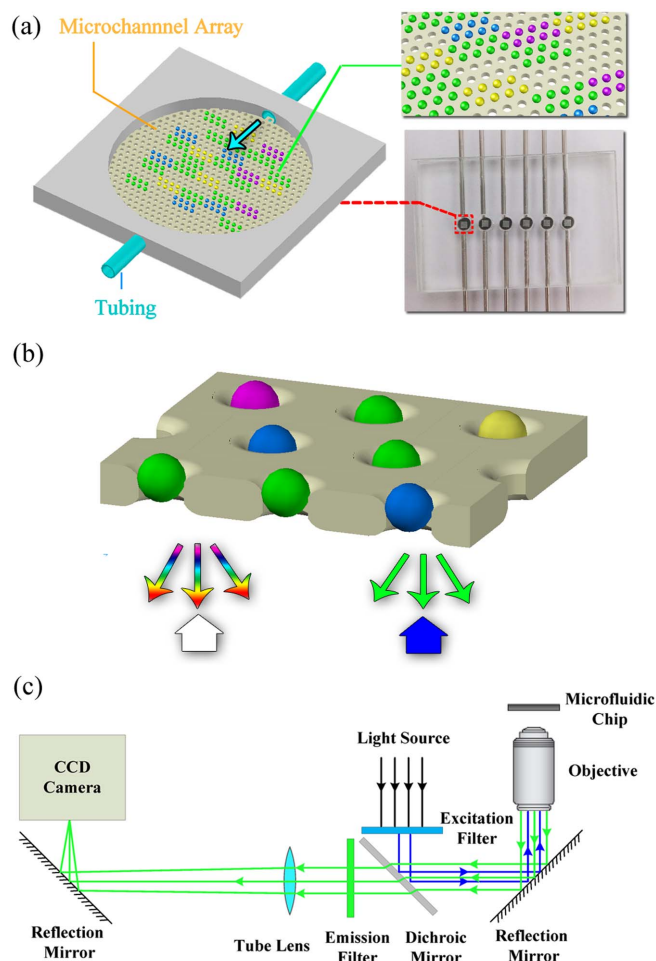 (a)
Microchannnel Array
Tubing
(b)
(c)
Microfluidic
Chip
Light Source
CCD
Camera
Objective
Excitation
Filter
Reflection
Mirror
Tube Lens
Emission
Filter
Dichroic
Mirror
Reflection
Mirror